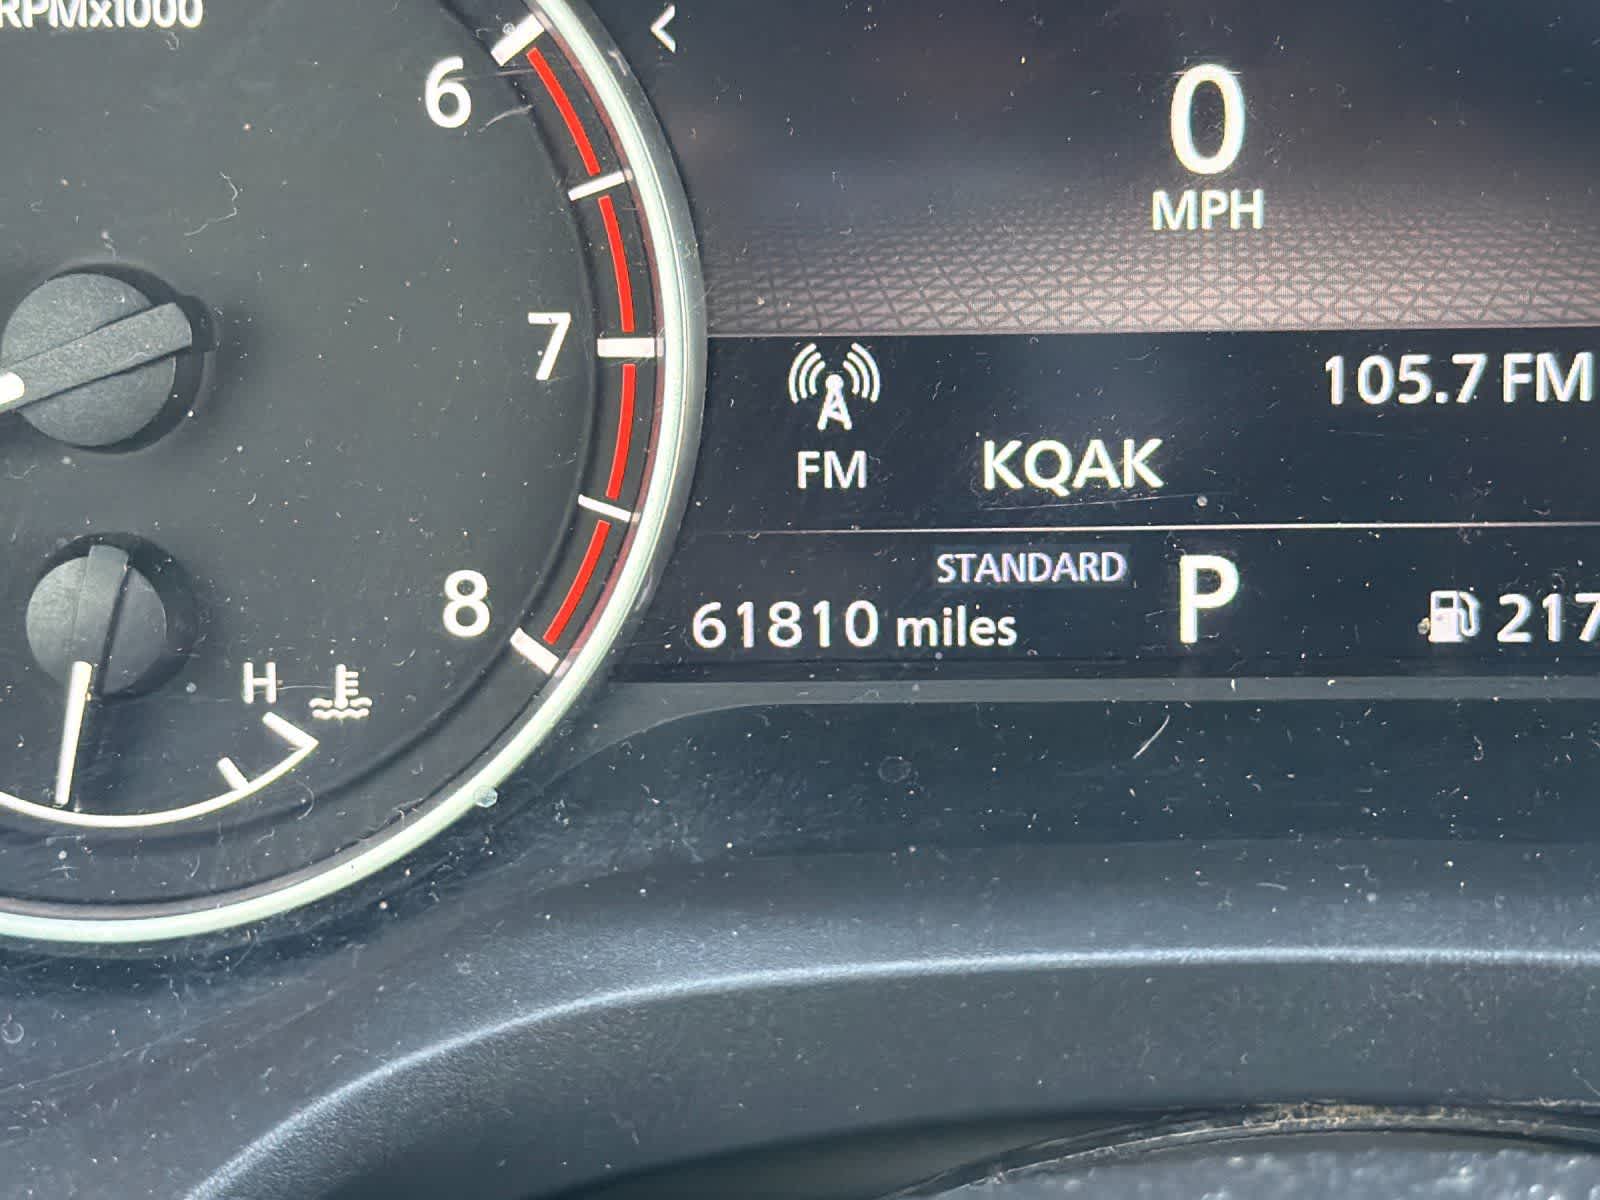 RPMx1000
6
7
8
H
<
0
MPH
105.7 FM
FM
KQAK
STANDARD
P
61810 miles
217